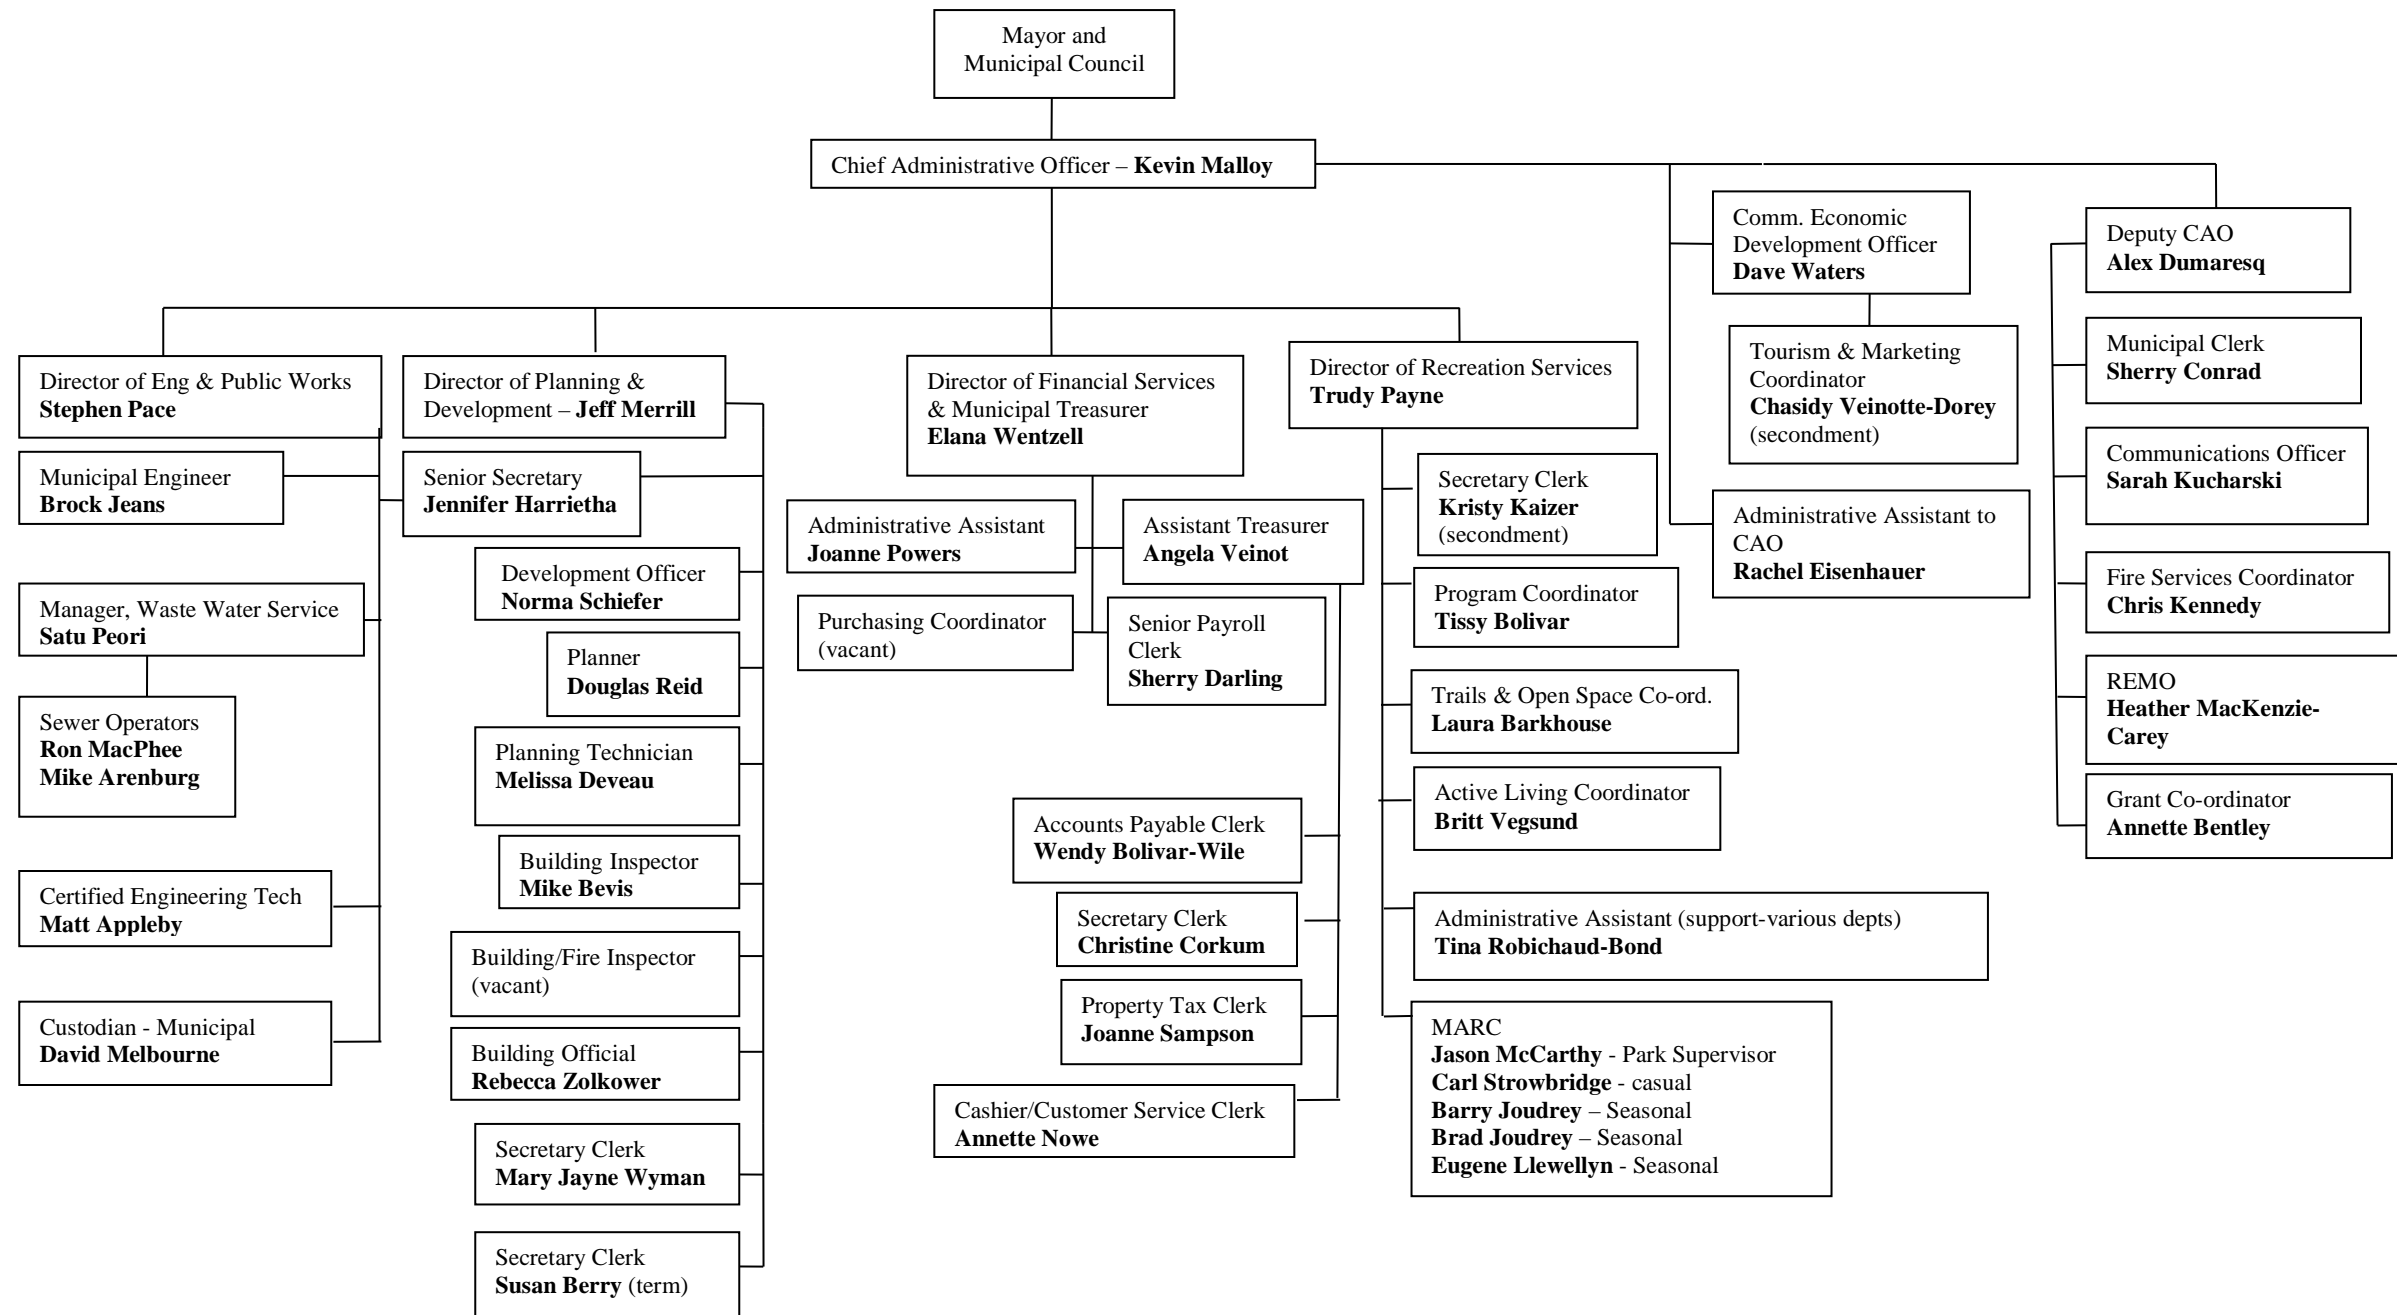 Mayor and
Municipal Council
Chief Administrative Officer – Kevin Malloy
Comm. Economic
Development Officer
Dave Waters
Deputy CAO
Alex Dumaresq
Tourism & Marketing
Coordinator
Chasidy Veinotte-Dorey
(secondment)
Municipal Clerk
Sherry Conrad
Communications Officer
Sarah Kucharski
Administrative Assistant to
CAO
Rachel Eisenhauer
Fire Services Coordinator
Chris Kennedy
REMO
Heather MacKenzie-
Carey
Grant Co-ordinator
Annette Bentley
Director of Eng & Public Works
Stephen Pace
Municipal Engineer
Brock Jeans
Manager, Waste Water Service
Satu Peori
Sewer Operators
Ron MacPhee
Mike Arenburg
Certified Engineering Tech
Matt Appleby
Custodian - Municipal
David Melbourne
Director of Planning &
Development – Jeff Merrill
Senior Secretary
Jennifer Harrietha
Development Officer
Norma Schiefer
Planner
Douglas Reid
Planning Technician
Melissa Deveau
Building Inspector
Mike Bevis
Building/Fire Inspector
(vacant)
Building Official
Rebecca Zolkower
Secretary Clerk
Mary Jayne Wyman
Secretary Clerk
Susan Berry (term)
Director of Financial Services
& Municipal Treasurer
Elana Wentzell
Administrative Assistant
Joanne Powers
Assistant Treasurer
Angela Veinot
Purchasing Coordinator
(vacant)
Senior Payroll
Clerk
Sherry Darling
Accounts Payable Clerk
Wendy Bolivar-Wile
Secretary Clerk
Christine Corkum
Property Tax Clerk
Joanne Sampson
Cashier/Customer Service Clerk
Annette Nowe
Director of Recreation Services
Trudy Payne
Secretary Clerk
Kristy Kaizer
(secondment)
Program Coordinator
Tissy Bolivar
Trails & Open Space Co-ord.
Laura Barkhouse
Active Living Coordinator
Britt Vegsund
Administrative Assistant (support-various depts)
Tina Robichaud-Bond
MARC
Jason McCarthy - Park Supervisor
Carl Strowbridge - casual
Barry Joudrey – Seasonal
Brad Joudrey – Seasonal
Eugene Llewellyn - Seasonal